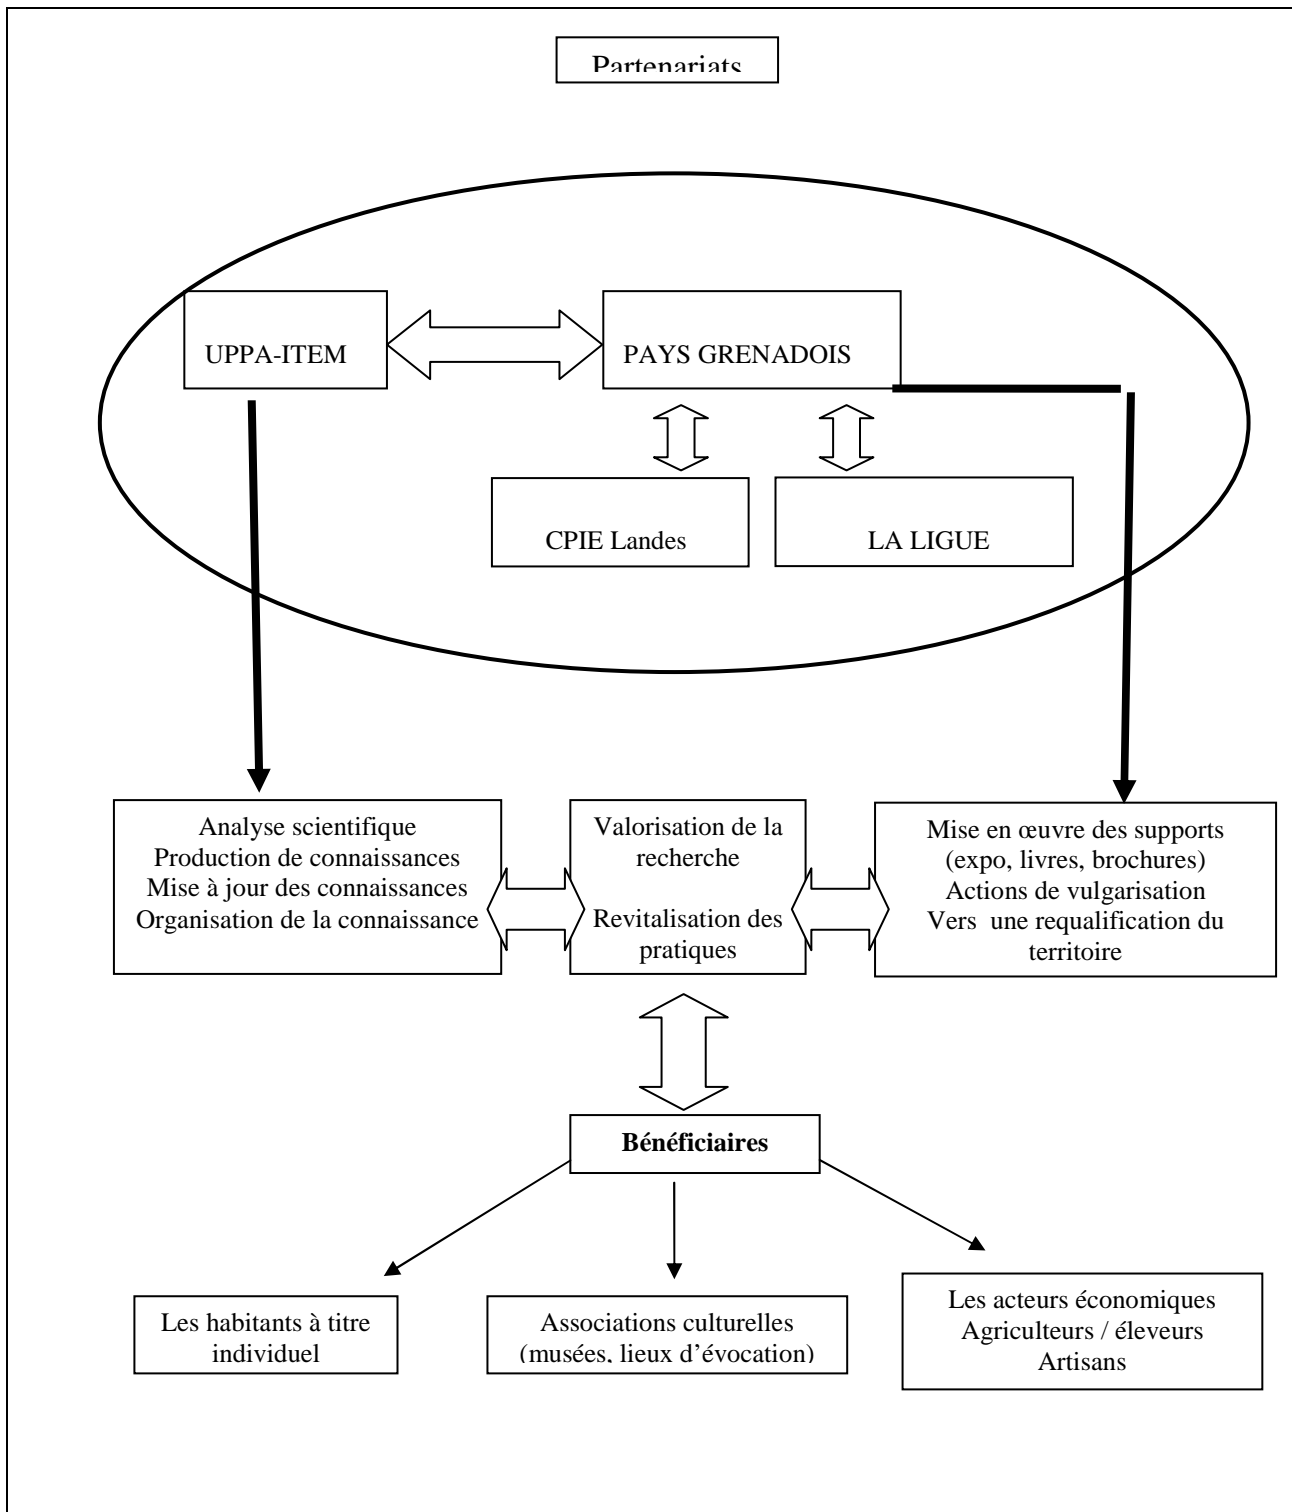 Partenariats
UPPA-ITEM
PAYS GRENADOIS
CPIE Landes
LA LIGUE
Analyse scientifique
Production de connaissances
Mise à jour des connaissances
Organisation de la connaissance
Valorisation de la
recherche
Revitalisation des
pratiques
Mise en œuvre des supports
(expo, livres, brochures)
Actions de vulgarisation
Vers une requalification du
territoire
Bénéficiaires
Les habitants à titre
individuel
Associations culturelles
(musées, lieux d’évocation)
Les acteurs économiques
Agriculteurs / éleveurs
Artisans